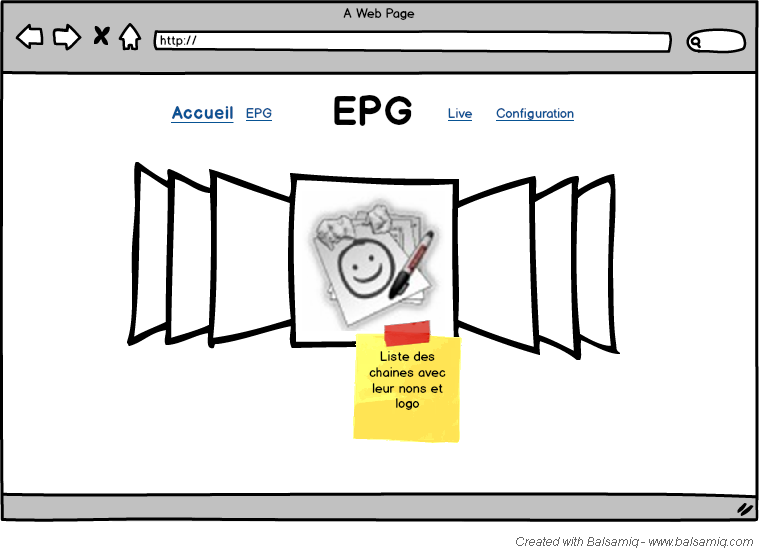 A Web Page
http://
Accueil EPG EPG Live Configuration
Liste des
chaines avec
leur nons et
logo
Created with Balsamiq - www.balsamiq.com